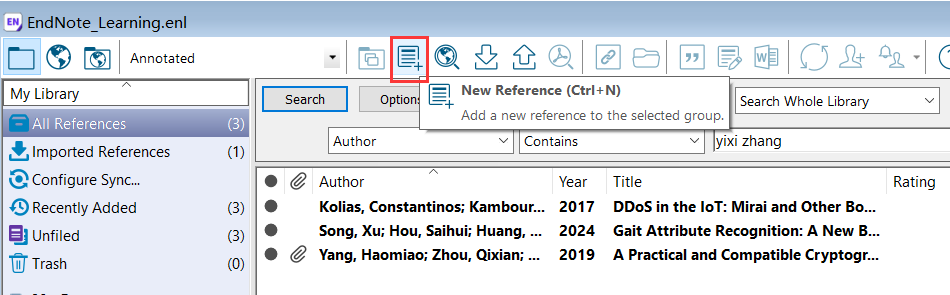 EN EndNote_Learning.enl
Annotated
My Library
All References (3)
Imported References (1)
Configure Sync...
Recently Added (3)
Unfiled (3)
Trash (0)
New Reference (Ctrl+N)
Add a new reference to the selected group.
Search Options Search Whole Library
Author Contains yixi zhang
Author Year Title Rating
Kolias, Constantinos; Kambour... 2017 DDoS in the IoT: Mirai and Other Bo...
Song, Xu; Hou, Saihui; Huang, ... 2024 Gait Attribute Recognition: A New B...
Yang, Haomiao; Zhou, Qixian; ... 2019 A Practical and Compatible Cryptogr...